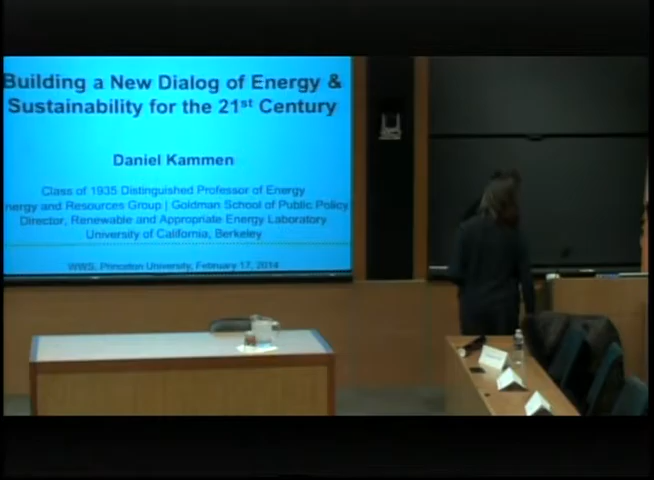 Building a New Dialog of Energy &
Sustainability for the 21st Century
Daniel Kammen
Class of 1935 Distinguished Professor of Energy
nergy and Resources Group | Goldman School of Public Policy
Director, Renewable and Appropriate Energy Laboratory
University of California, Berkeley
WWS, Princeton University, February 17, 2014